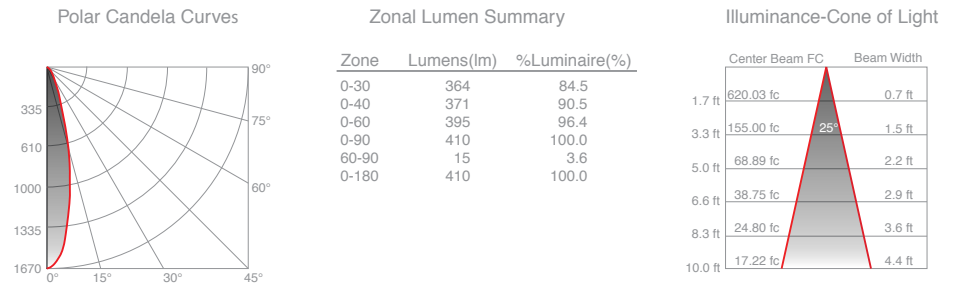 Polar Candela Curves
90°
75°
60°
335
610
1000
1335
1670
0° 15° 30° 45°
Zonal Lumen Summary
Zone Lumens(lm) %Luminaire(%)
0-30 364 84.5
0-40 371 90.5
0-60 395 96.4
0-90 410 100.0
60-90 15 3.6
0-180 410 100.0
Illuminance-Cone of Light
Center Beam FC Beam Width
1.7 ft 620.03 fc 0.7 ft
3.3 ft 155.00 fc 25° 1.5 ft
5.0 ft 68.89 fc 2.2 ft
6.6 ft 38.75 fc 2.9 ft
8.3 ft 24.80 fc 3.6 ft
10.0 ft 17.22 fc 4.4 ft